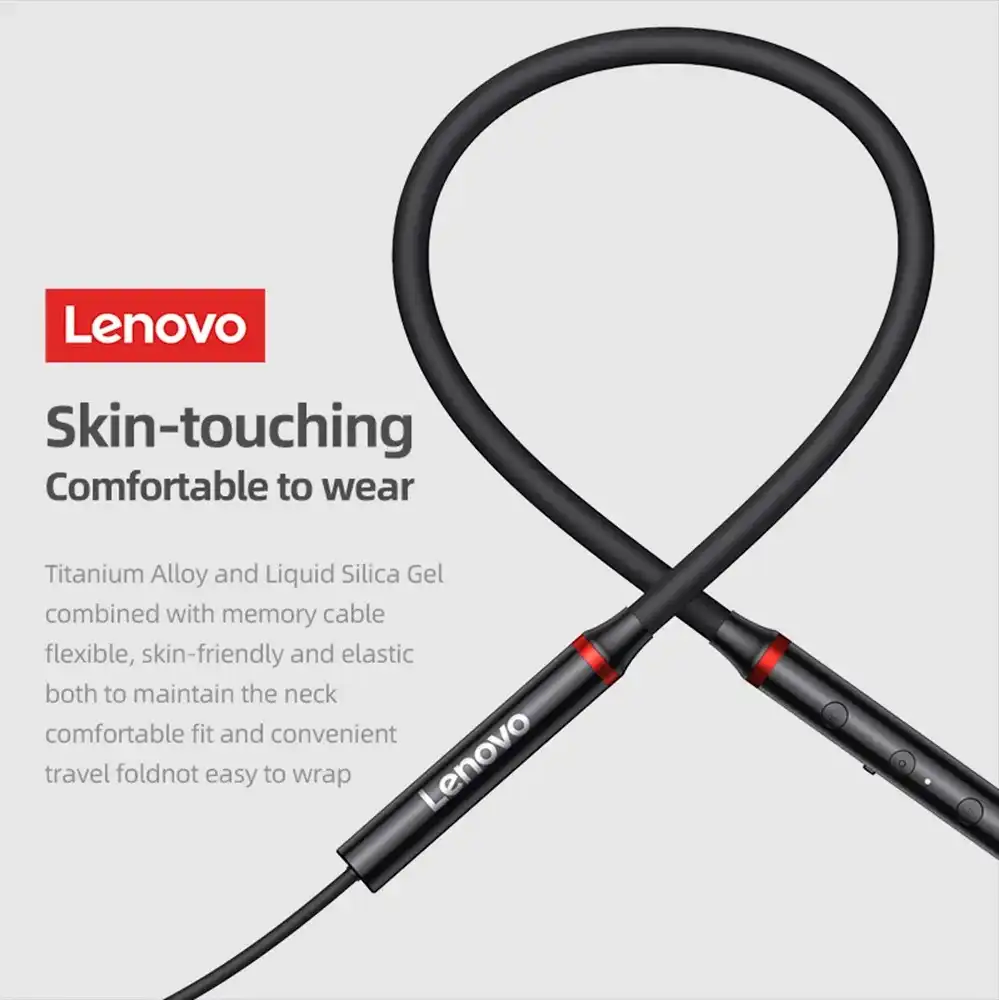 Lenovo
Skin-touching
Comfortable to wear
Titanium Alloy and Liquid Silica Gel
combined with memory cable
flexible, skin-friendly and elastic
both to maintain the neck
comfortable fit and convenient
travel foldnot easy to wrap
Lenovo